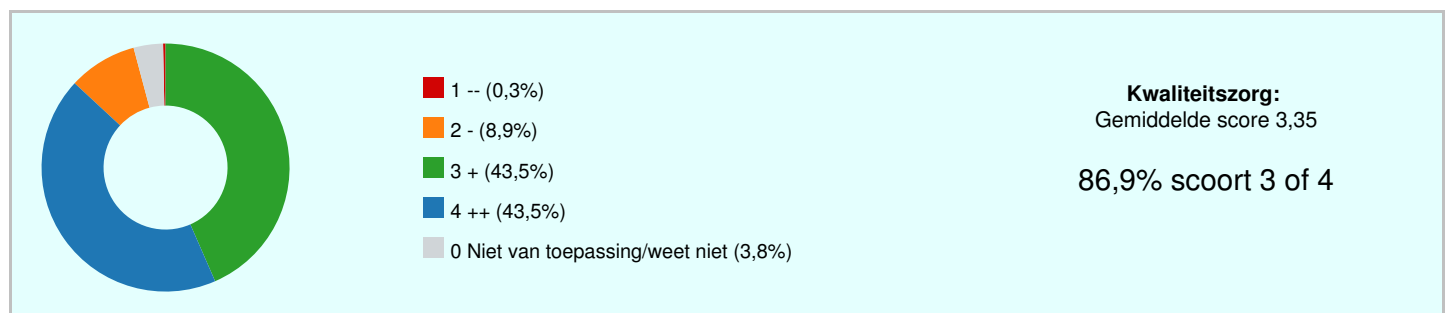 1 -- (0,3%)
2 - (8,9%)
3 + (43,5%)
4 ++ (43,5%)
0 Niet van toepassing/weet niet (3,8%)
Kwaliteitszorg:
Gemiddelde score 3,35
86,9% scoort 3 of 4